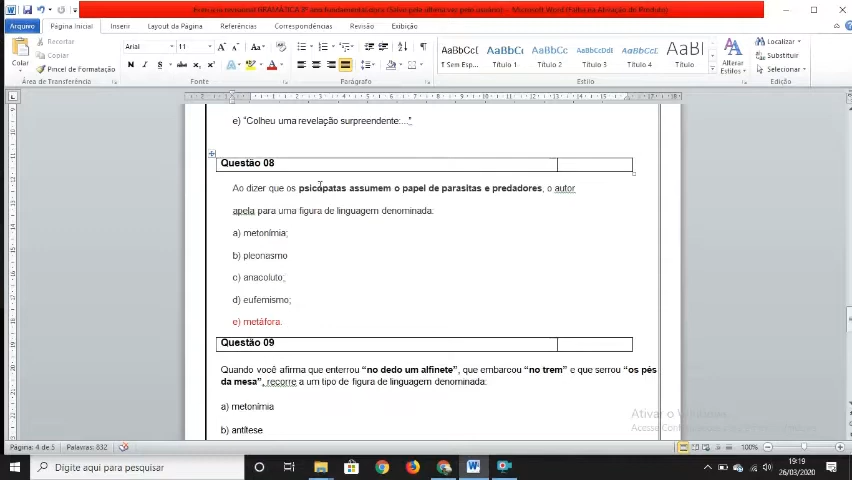 Arquivo
Página Inicial
Inserir
Layout da Página
Referências
Correspondências
Revisão
Exibição
Colar
Recortar
Copiar
Pincel de Formatação
Área de Transferência
Arial
11
Fonte
Parágrafo
AaBbCc
AaBbC
AaBbCc
AaBbCcDdI
AaBbCc
AaBl
T Sem Esp...
Título 1
Título 2
Título 3
Título 4
Título
Alterar
Estilos
Estilo
Localizar
Substituir
Selecionar
Edição
e) “Colheu uma revelação surpreendente:...”
Questão 08
Ao dizer que os psicopatas assumem o papel de parasitas e predadores, o autor
apela para uma figura de linguagem denominada:
a) metonímia;
b) pleonasmo
c) anacoluto;
d) eufemismo;
e) metáfora.
Questão 09
Quando você afirma que enterrou “no dedo um alfinete”, que embarcou “no trem” e que serrou “os pés
da mesa”, recorre a um tipo de figura de linguagem denominada:
a) metonímia
b) antítese
Página: 4 de 5
Palavras: 832
100%
Digite aqui para pesquisar
19:19
26/03/2020